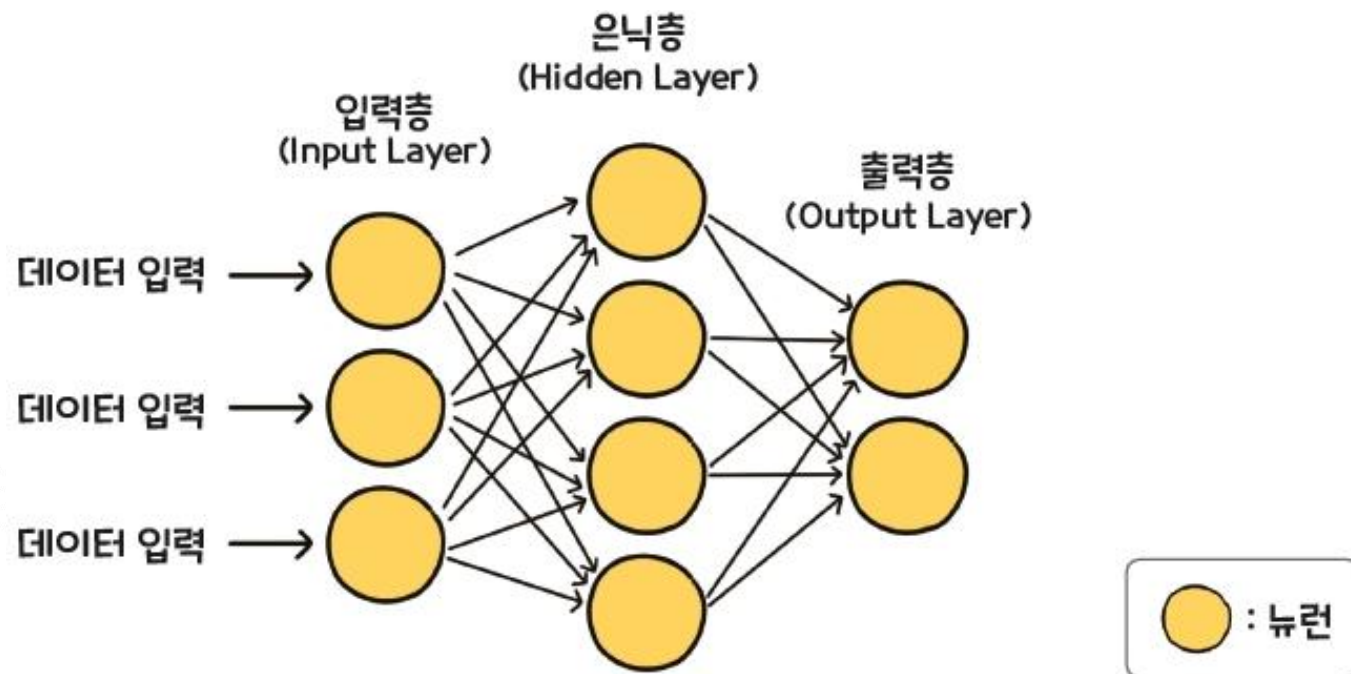 은닉층
(Hidden Layer)
입력층
(Input Layer)
출력층
(Output Layer)
데이터 입력
데이터 입력
데이터 입력
: 뉴런